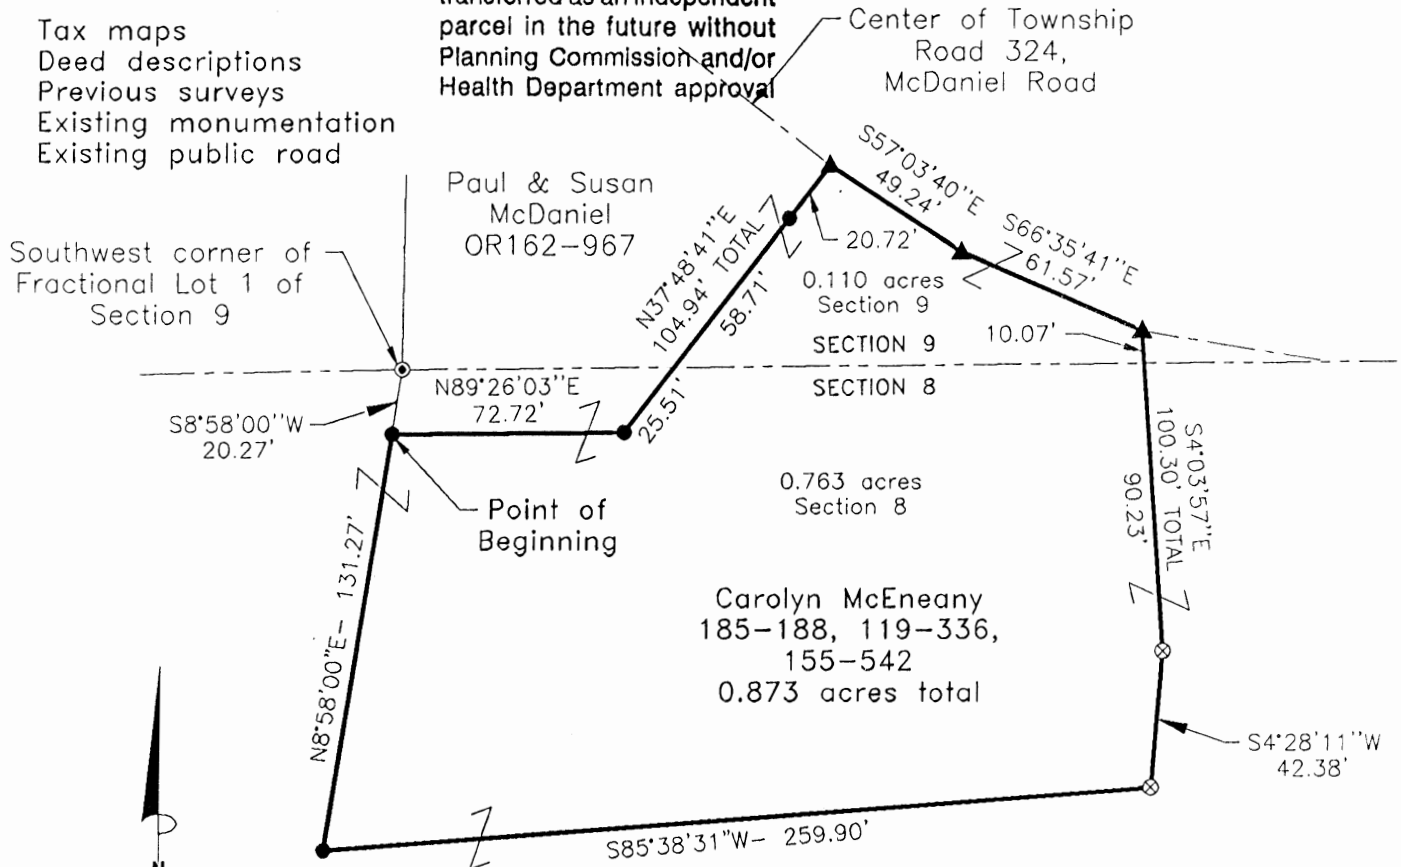 Tax maps
Deed descriptions
Previous surveys
Existing monumentation
Existing public road
transferred as an independent
parcel in the future without
Planning Commission and/or
Health Department approval
Center of Township
Road 324,
McDaniel Road
Paul & Susan
McDaniel
OR162-967
Southwest corner of
Fractional Lot 1 of
Section 9
S57°03'40"E
49.24'
S66°35'41"E
61.57'
N37°48'41"E TOTAL
104.94'
58.71'
25.51'
20.72'
0.110 acres
Section 9
SECTION 9
10.07'
SECTION 8
N89°26'03"E
72.72'
S8°58'00"W
20.27'
0.763 acres
Section 8
S4°03'57"E
100.30' TOTAL
90.23'
Point of
Beginning
N8°58'00"E- 131.27'
Carolyn McEneany
185-188, 119-336,
155-542
0.873 acres total
S4°28'11"W
42.38'
S85°38'31"W- 259.90'
N